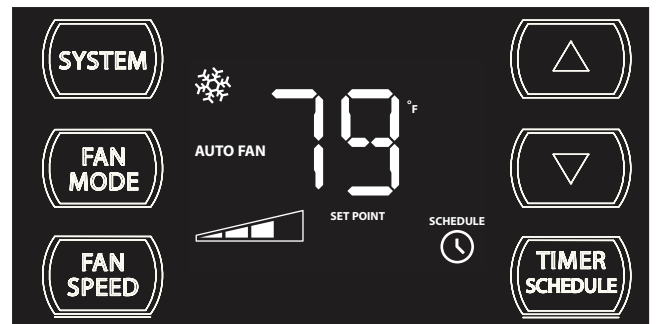 SYSTEM
79
°F
AUTO FAN
FAN
MODE
SET POINT
SCHEDULE
FAN
SPEED
TIMER
SCHEDULE